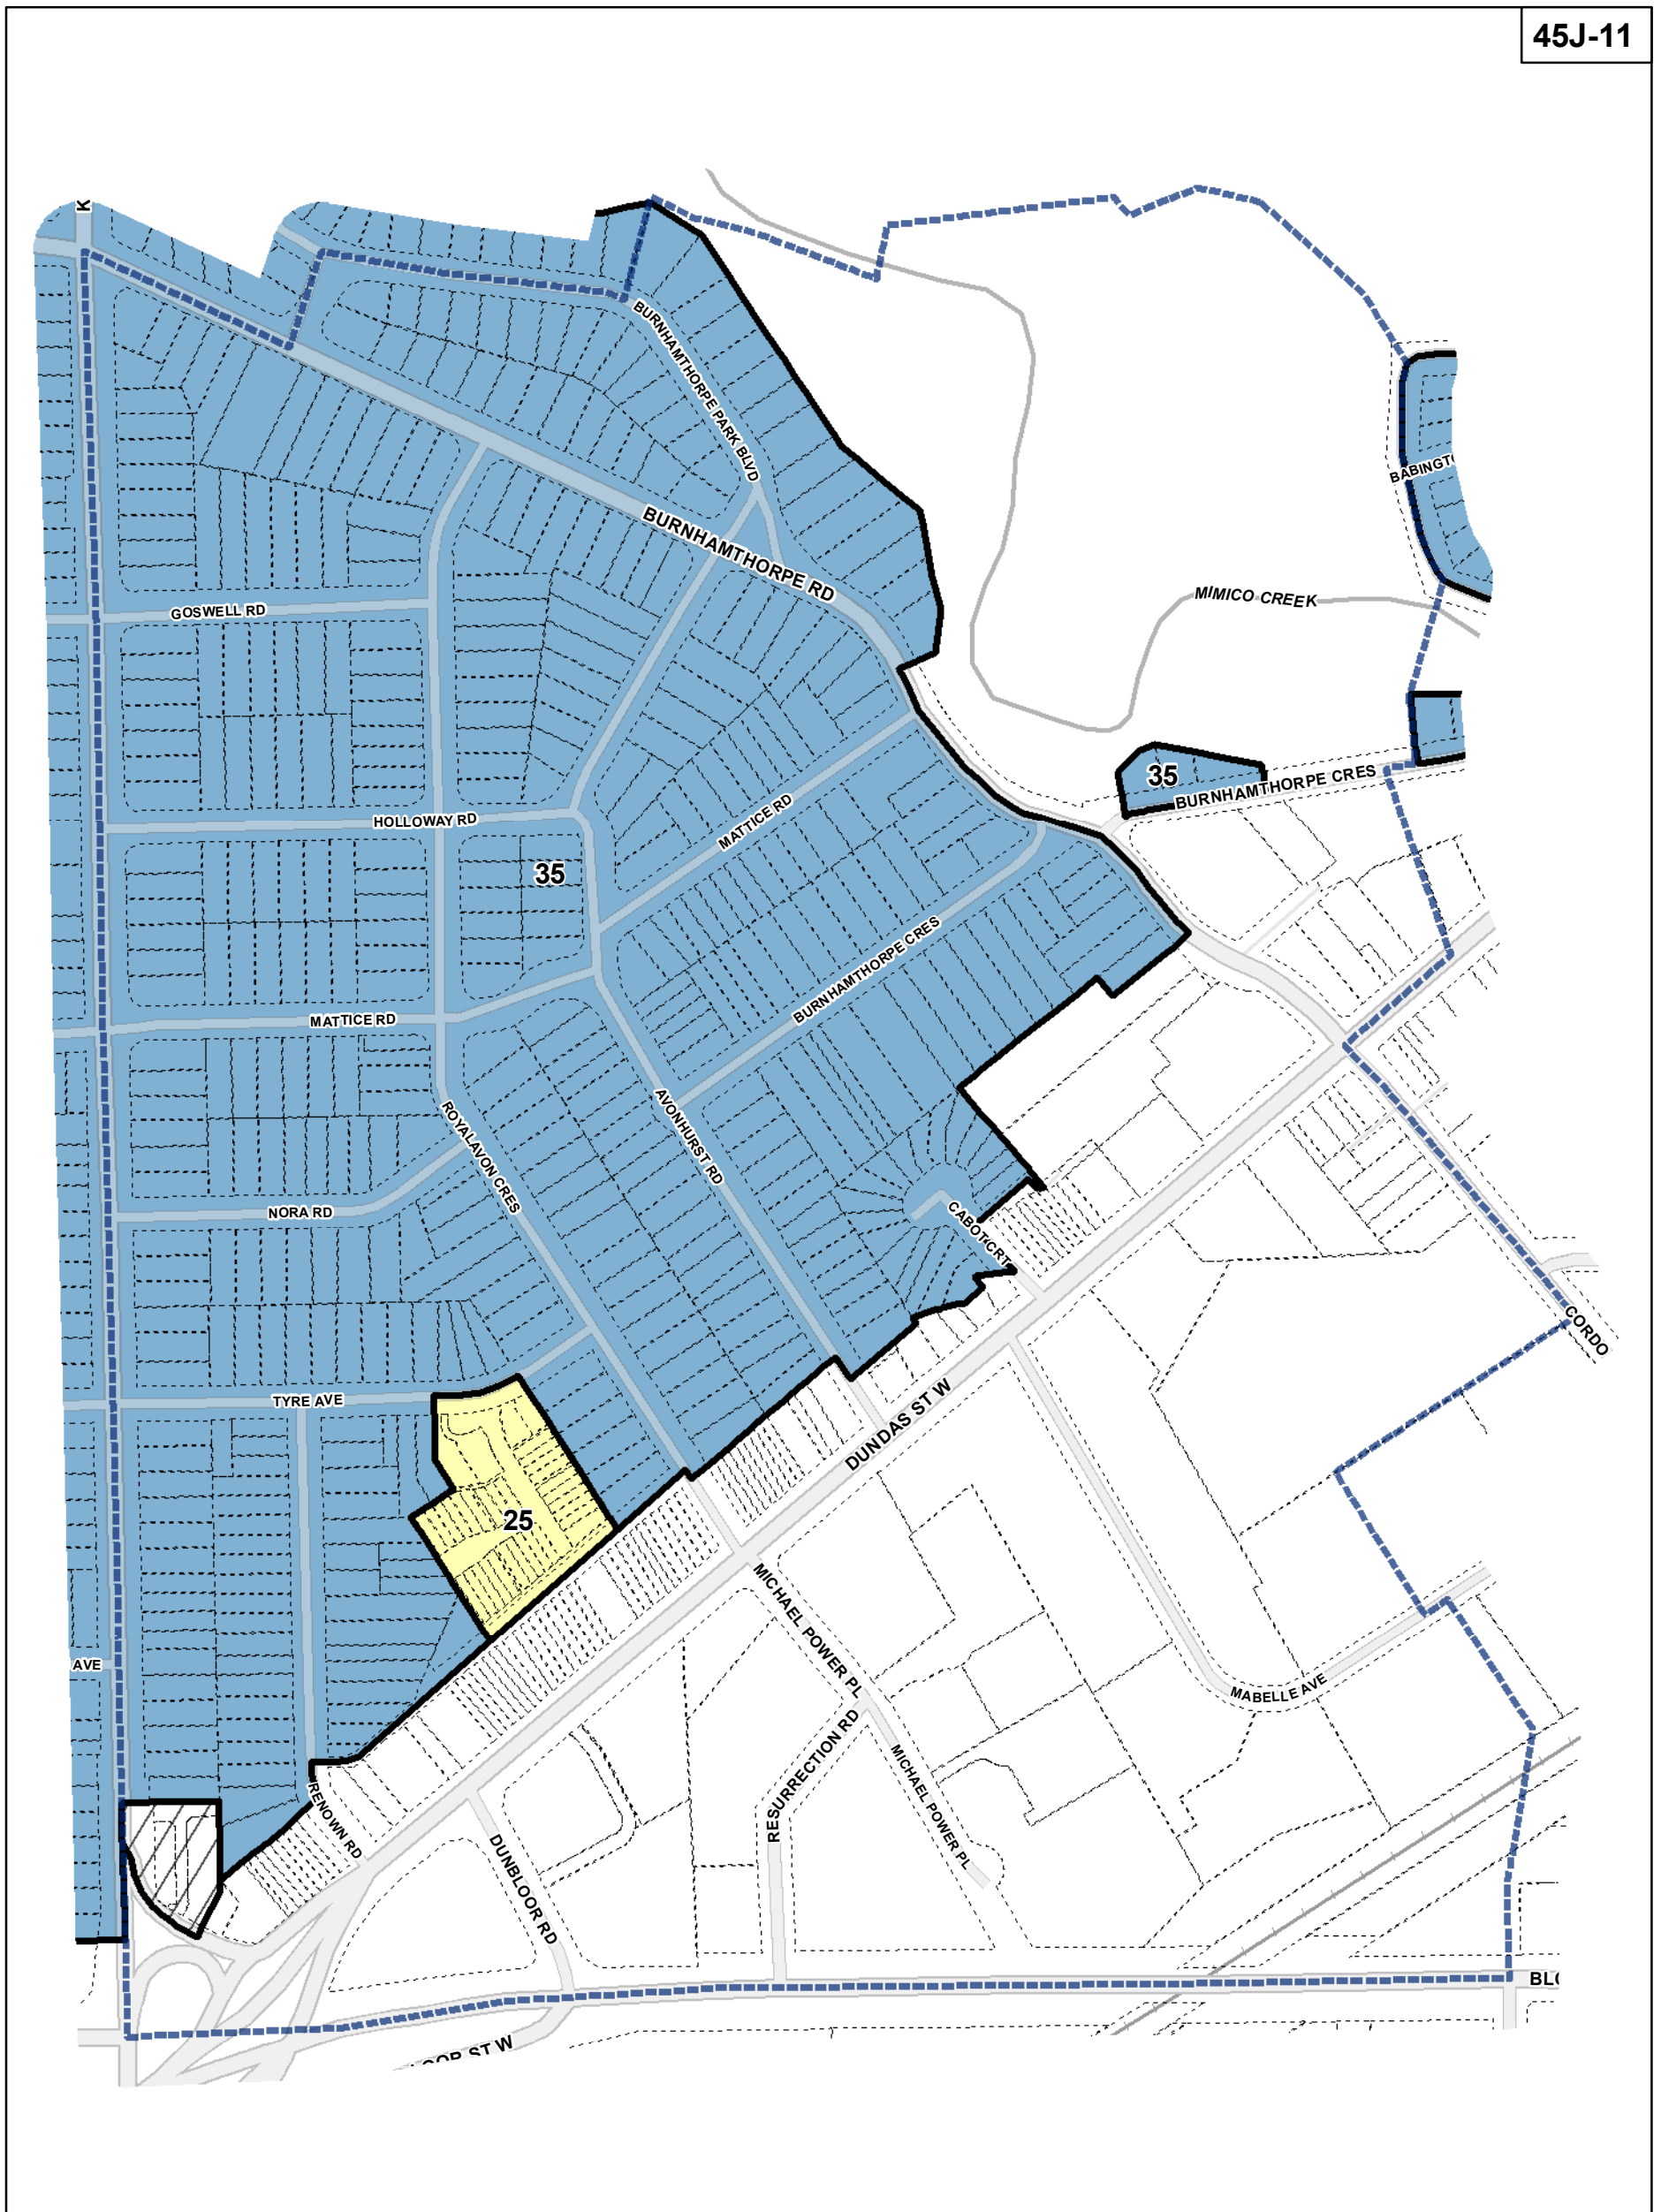 45J-11
K
BURNHAMTHORPE PARK BLVD
BABINGT
BURNHAMTHORPE RD
MIMICO CREEK
GOSWELL RD
35
BURNHAMTHORPE CRES
MATTICE RD
HOLLOWAY RD
35
BURNHAMTHORPE CRES
MATTICE RD
ROYALAVON CRES
AVONHURST RD
NORA RD
CABOT CRT
CORDO
TYRE AVE
DUNDAS ST W
25
MICHAEL POWER PL
AVE
MABELLE AVE
RESURRECTION RD
MICHAEL POWER PL
RENOWN RD
DUNBLOOR RD
BLO
LOOR ST W